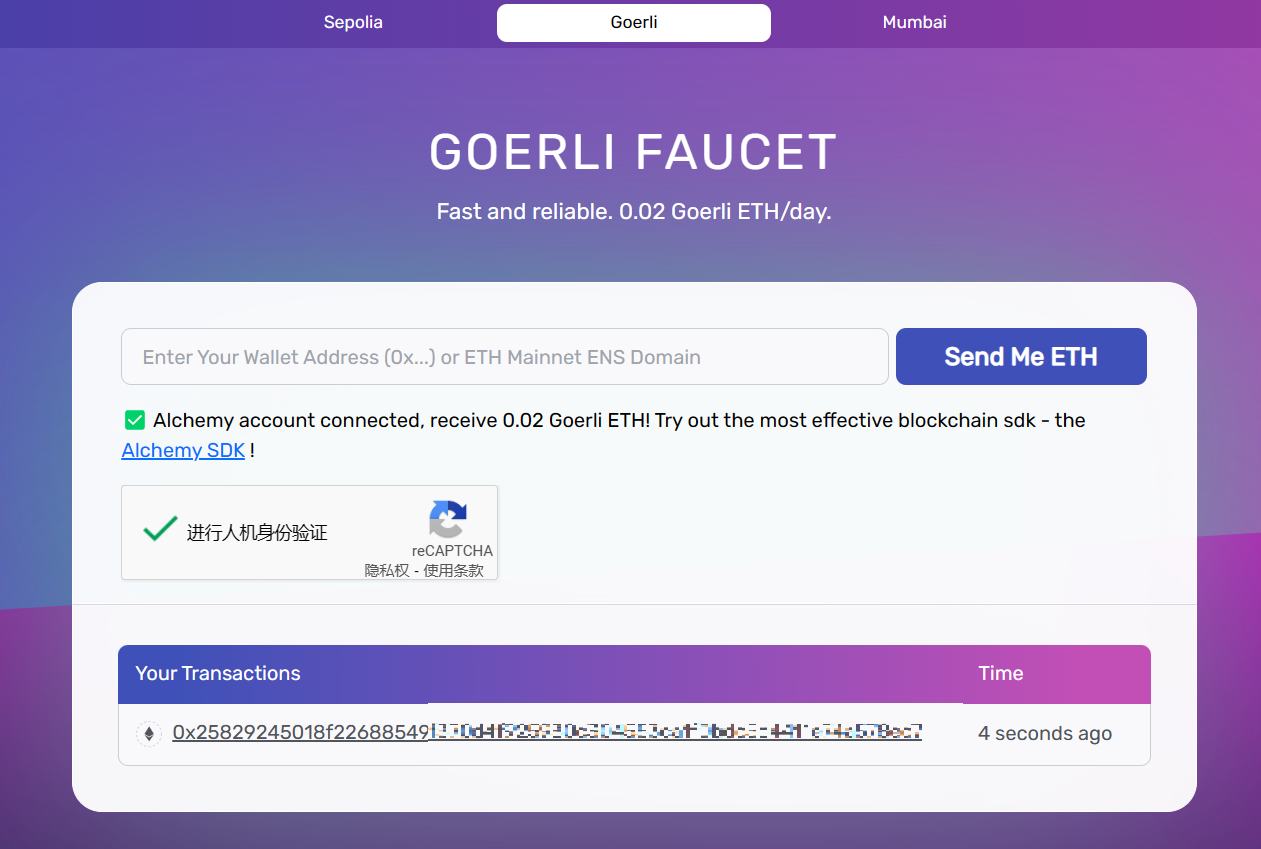 Sepolia
Goerli
Mumbai
GOERLI FAUCET
Fast and reliable. 0.02 Goerli ETH/day.
Enter Your Wallet Address (0x...) or ETH Mainnet ENS Domain
Send Me ETH
Alchemy account connected, receive 0.02 Goerli ETH! Try out the most effective blockchain sdk - the
Alchemy SDK !
进行人机身份验证
reCAPTCHA
隐私权 - 使用条款
Your Transactions
Time
0x25829245018f22688549
4 seconds ago